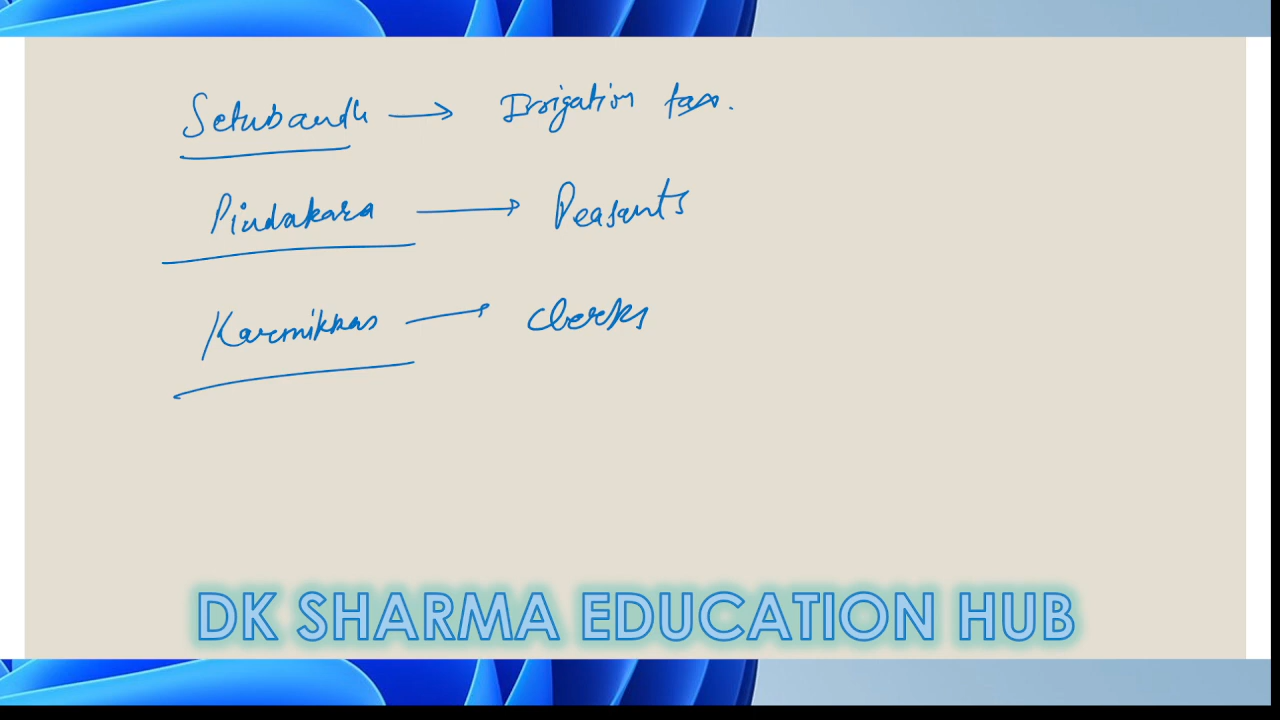 Setubandh → Irrigation tax.
Pindakara → Peasants
Karmikkas → Clerks
DK SHARMA EDUCATION HUB